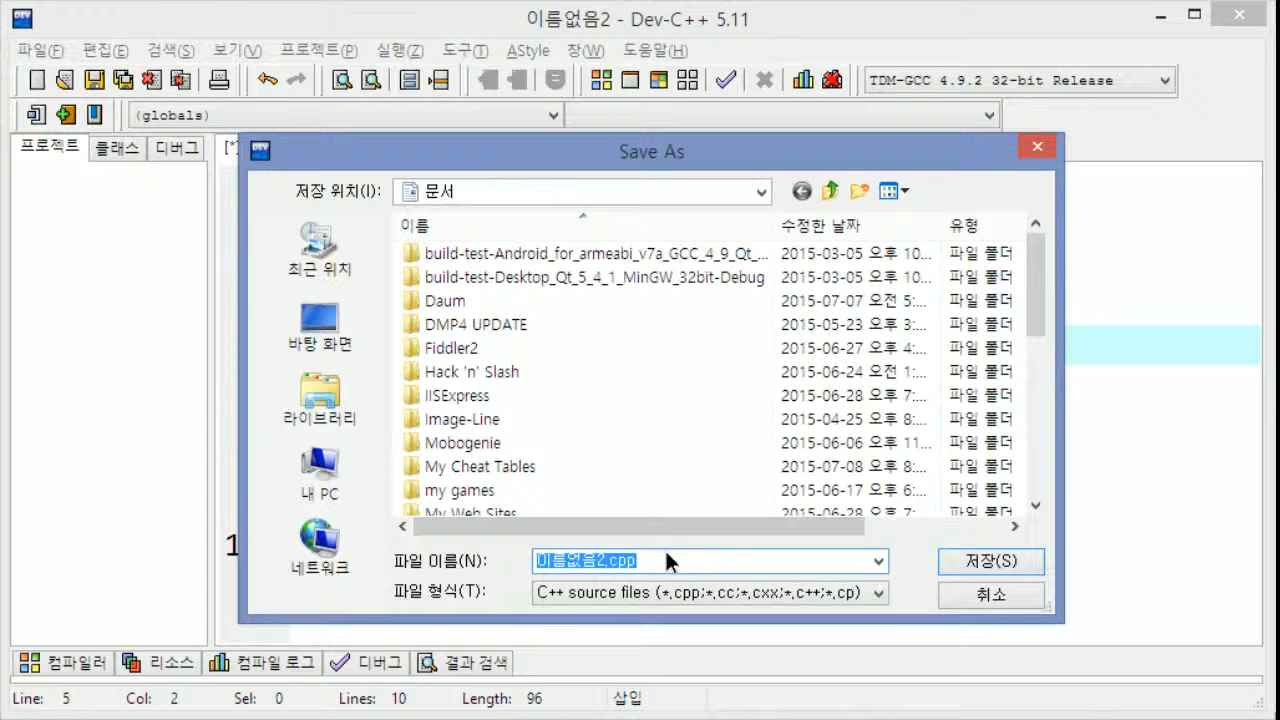 이름없음2 - Dev-C++ 5.11
파일(F) 편집(E) 검색(S) 보기(V) 프로젝트(P) 실행(Z) 도구(T) AStyle 창(W) 도움말(H)
TDM-GCC 4.9.2 32-bit Release
(globals)
프로젝트 클래스 디버그 [*]
Save As
저장 위치(I): 문서
이름 수정한 날짜 유형
최근 위치
바탕 화면
라이브러리
내 PC
네트워크
build-test-Android_for_armeabi_v7a_GCC_4_9_Qt_... 2015-03-05 오후 10... 파일 폴더
build-test-Desktop_Qt_5_4_1_MinGW_32bit-Debug 2015-03-05 오후 10... 파일 폴더
Daum 2015-07-07 오전 5:... 파일 폴더
DMP4 UPDATE 2015-05-23 오후 3:... 파일 폴더
Fiddler2 2015-06-27 오후 4:... 파일 폴더
Hack 'n' Slash 2015-06-24 오전 1:... 파일 폴더
IISExpress 2015-06-28 오후 7:... 파일 폴더
Image-Line 2015-04-25 오후 8:... 파일 폴더
Mobogenie 2015-06-06 오후 11... 파일 폴더
My Cheat Tables 2015-07-08 오후 8:... 파일 폴더
my games 2015-06-17 오후 6:... 파일 폴더
My Web Sites 2015-06-28 오후 7:... 파일 폴더
1
파일 이름(N): 이름없음2.cpp 저장(S)
파일 형식(T): C++ source files (*.cpp;*.cc;*.cxx;*.c++;*.cp) 취소
컴파일러 리소스 컴파일 로그 디버그 결과 검색
Line: 5 Col: 2 Sel: 0 Lines: 10 Length: 96 삽입